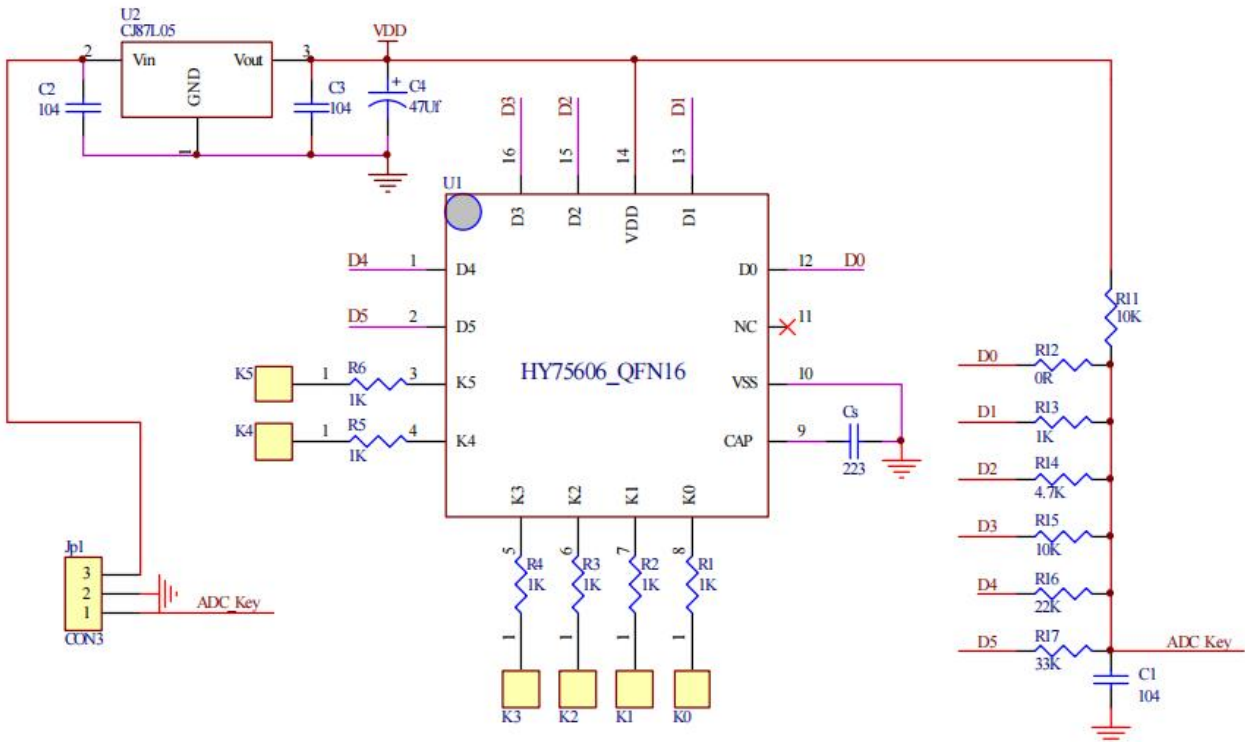 U2
CJ87L05
VDD
2
Vin
Vout
3
GND
1
C2
104
C3
104
+
C4
47Uf
D3
D2
D1
16
15
14
13
U1
D3
D2
VDD
D1
D4
1
D4
D0
12
D0
D5
2
D5
NC
11
K5
1
R6
1K
3
K5
HY75606_QFN16
VSS
10
K4
1
R5
1K
4
K4
CAP
9
Cs
223
K3
K2
K1
K0
5
6
7
8
R4
1K
R3
1K
R2
1K
R1
1K
1
1
1
1
K3
K2
K1
K0
R11
10K
D0
R12
0R
D1
R13
1K
D2
R14
4.7K
D3
R15
10K
D4
R16
22K
D5
R17
33K
ADC_Key
C1
104
Jp1
3
2
1
ADC_Key
CON3